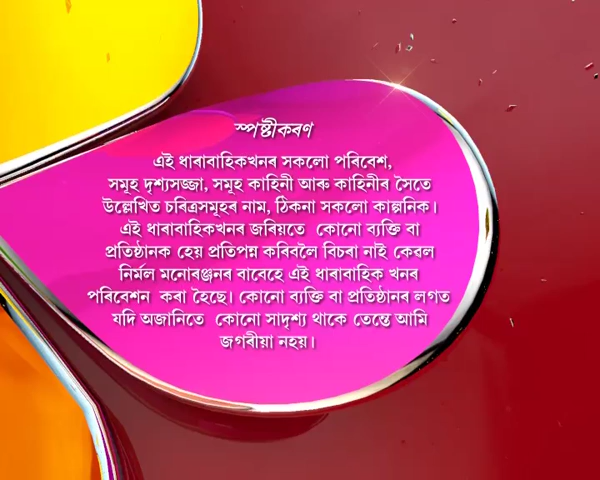 স্পষ্টীকৰণ
এই ধাৰাবাহিকখনৰ সকলো পৰিবেশ,
সমূহ দৃশ্যসজ্জা, সমূহ কাহিনী আৰু কাহিনীৰ সৈতে
উল্লেখিত চৰিত্ৰসমূহৰ নাম, ঠিকনা সকলো কাল্পনিক।
এই ধাৰাবাহিকখনৰ জৰিয়তে কোনো ব্যক্তি বা
প্ৰতিষ্ঠানক হেয় প্ৰতিপন্ন কৰিবলৈ বিচৰা নাই কেৱল
নিৰ্মল মনোৰঞ্জনৰ বাবেহে এই ধাৰাবাহিক খনৰ
পৰিবেশন কৰা হৈছে। কোনো ব্যক্তি বা প্ৰতিষ্ঠানৰ লগত
যদি অজানিতে কোনো সাদৃশ্য থাকে তেন্তে আমি
জগৰীয়া নহয়।